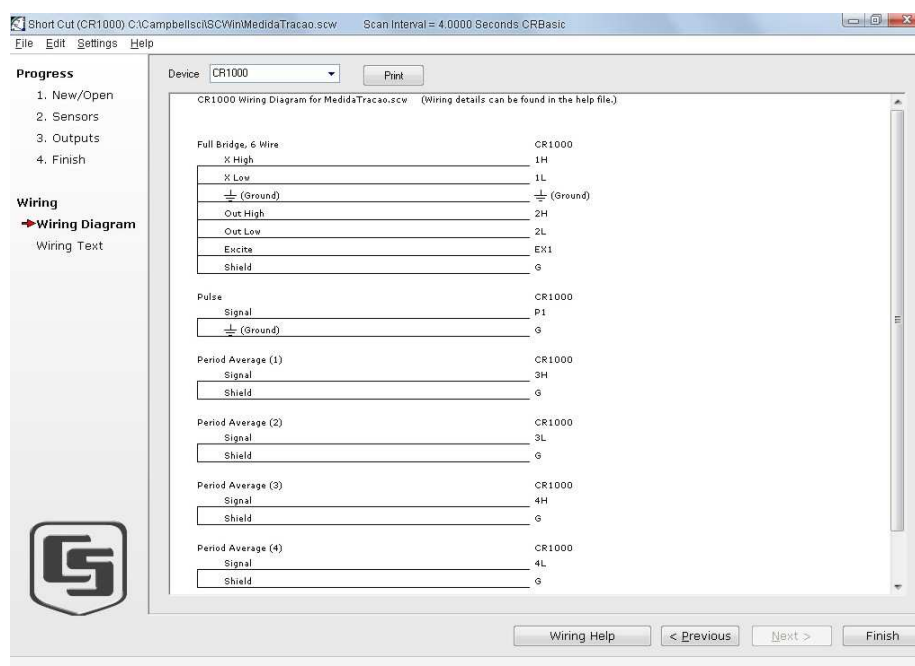 Short Cut (CR1000) C:\Campbellsci\SCWin\MedidaTracao.scw Scan Interval = 4.0000 Seconds CRBasic
File Edit Settings Help
Progress
1. New/Open
2. Sensors
3. Outputs
4. Finish
Wiring
Wiring Diagram
Wiring Text
Device CR1000 Print
CR1000 Wiring Diagram for MedidaTracao.scw (Wiring details can be found in the help file.)
Full Bridge, 6 Wire CR1000
X High 1H
X Low 1L
(Ground) (Ground)
Out High 2H
Out Low 2L
Excite EX1
Shield G
Pulse CR1000
Signal P1
(Ground) G
Period Average (1) CR1000
Signal 3H
Shield G
Period Average (2) CR1000
Signal 3L
Shield G
Period Average (3) CR1000
Signal 4H
Shield G
Period Average (4) CR1000
Signal 4L
Shield G
CS
Wiring Help < Previous Next > Finish